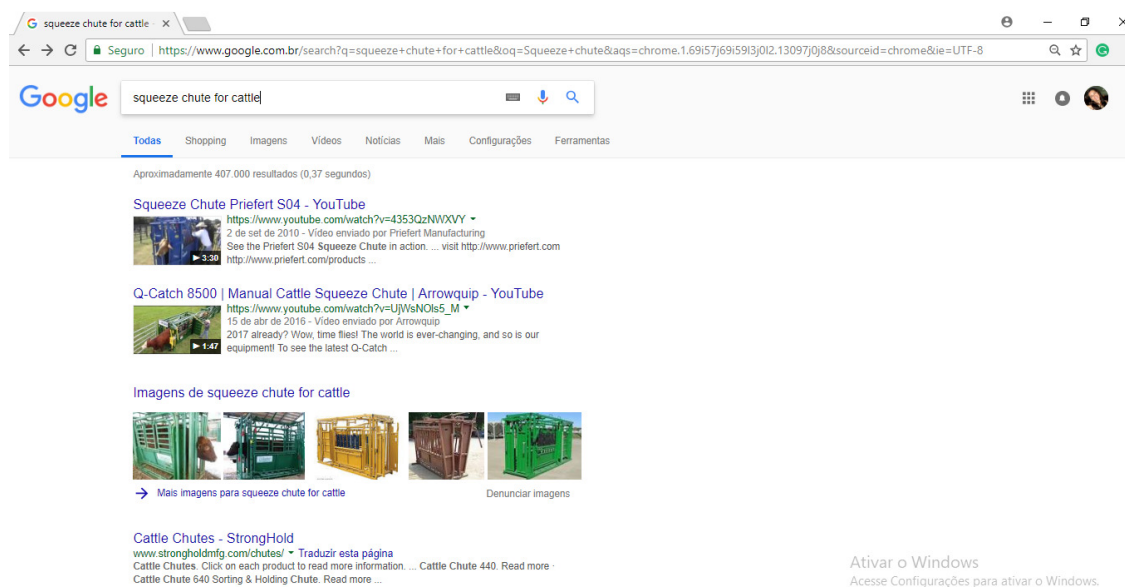 squeeze chute for cattle -
Seguro | https://www.google.com.br/search?q=squeeze+chute+for+cattle&oq=Squeeze+chute&aqs=chrome.1.69i57j69i59l3j0l2.13097j0j8&sourceid=chrome&ie=UTF-8
Google squeeze chute for cattle
Todas Shopping Imagens Vídeos Notícias Mais Configurações Ferramentas
Aproximadamente 407.000 resultados (0,37 segundos)
Squeeze Chute Priefert S04 - YouTube
https://www.youtube.com/watch?v=4353QzNWXVY
2 de set de 2010 - Vídeo enviado por Priefert Manufacturing
See the Priefert S04 Squeeze Chute in action. ... visit http://www.priefert.com
http://www.priefert.com/products ...
3:30
Q-Catch 8500 | Manual Cattle Squeeze Chute | Arrowquip - YouTube
https://www.youtube.com/watch?v=UjWsNOls5_M
15 de abr de 2016 - Vídeo enviado por Arrowquip
2017 already? Wow, time flies! The world is ever-changing, and so is our
equipment! To see the latest Q-Catch ...
1:47
Imagens de squeeze chute for cattle
Mais imagens para squeeze chute for cattle Denunciar imagens
Cattle Chutes - StrongHold
www.strongholdmfg.com/chutes/ Traduzir esta página
Cattle Chutes. Click on each product to read more information. ... Cattle Chute 440. Read more ·
Cattle Chute 640 Sorting & Holding Chute. Read more ...
Ativar o Windows
Acesse Configurações para ativar o Windows.